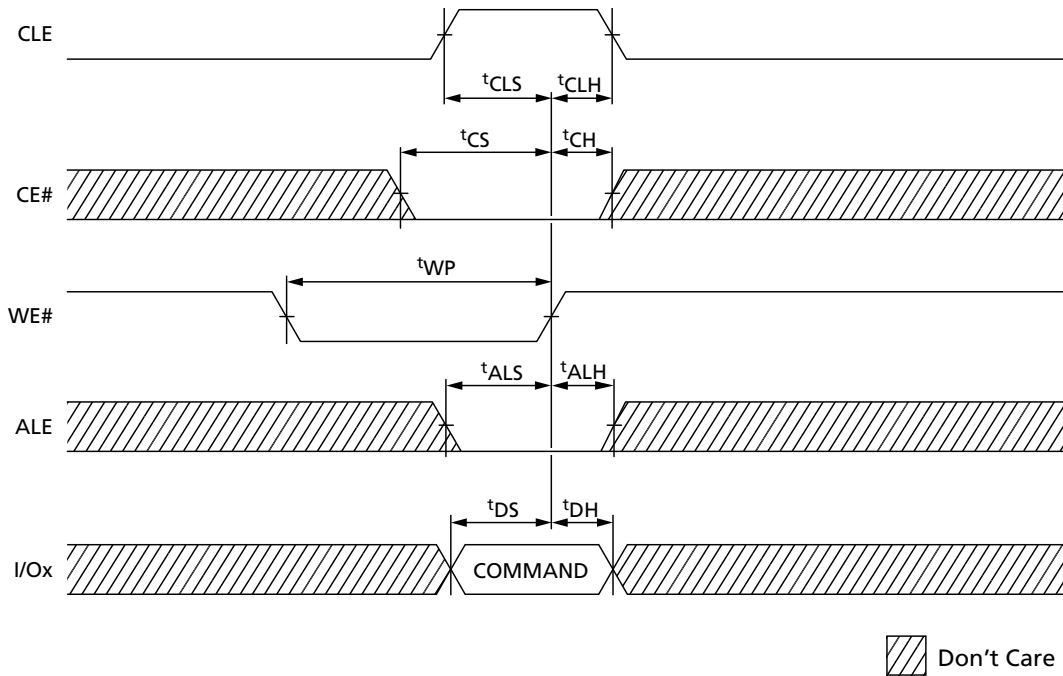 CLE
tCLS tCLH
tCS tCH
CE#
tWP
WE#
tALS tALH
ALE
tDS tDH
I/Ox COMMAND
Don't Care